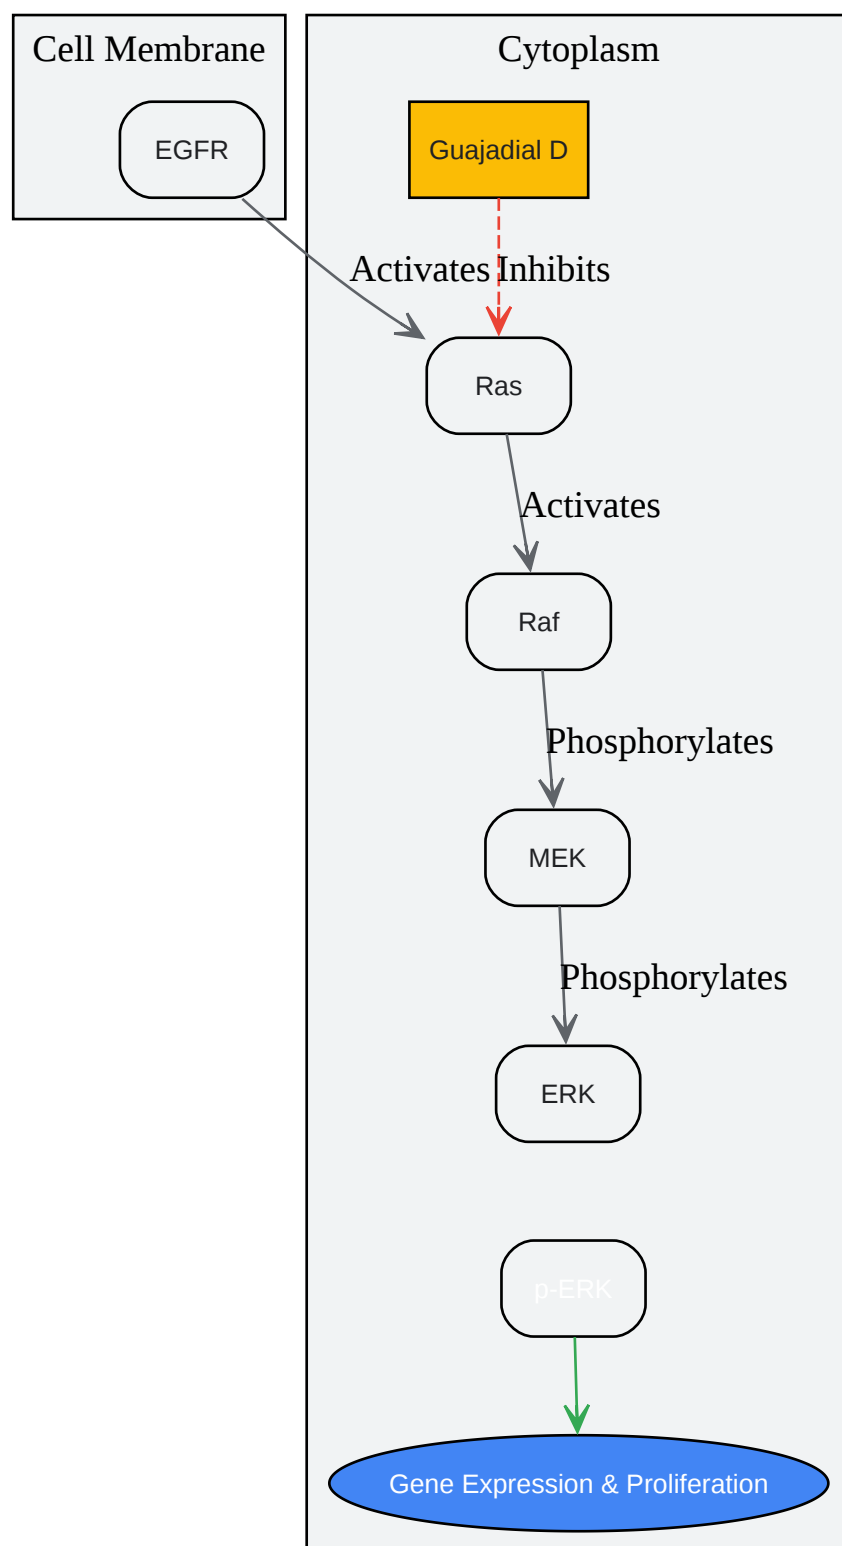 Cell Membrane
Cytoplasm
EGFR
Guajadial D
Activates
Inhibits
Ras
Activates
Raf
Phosphorylates
MEK
Phosphorylates
ERK
p-ERK
Gene Expression & Proliferation